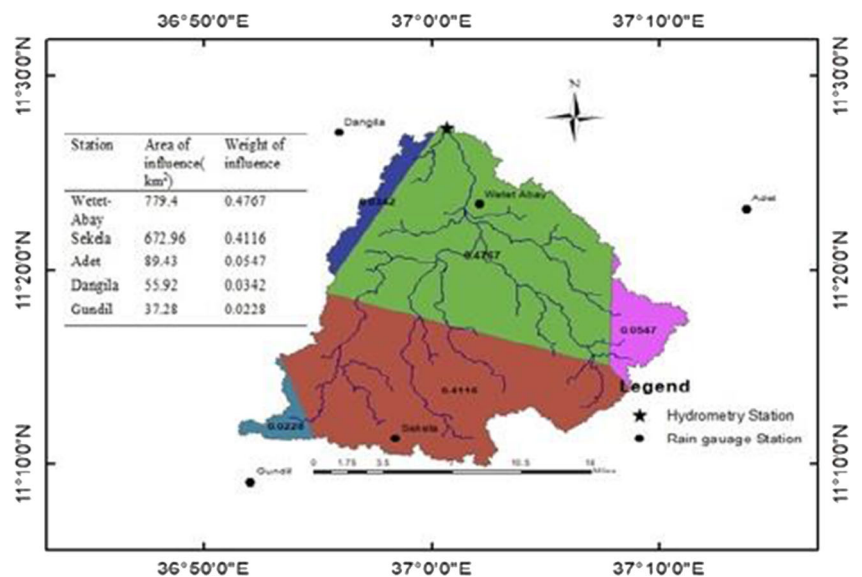 36°50'0"E 37°0'0"E 37°10'0"E
11°30'0"N 11°30'0"N
N
Dangila
Station Area of influence( km²) Weight of influence
Wetet-Abay 779.4 0.4767
Sekela 672.96 0.4116
Adet 89.43 0.0547
Dangila 55.92 0.0342
Gundil 37.28 0.0228
0.0342
Wetet Abay
Adet
0.4767
11°20'0"N 11°20'0"N
0.0547
0.4116
Legend
Hydrometry Station
Rain gauage Station
0.0228
Sekela
11°10'0"N 11°10'0"N
Gundil
0 1.75 3.5 7 10.5 14
Miles
36°50'0"E 37°0'0"E 37°10'0"E